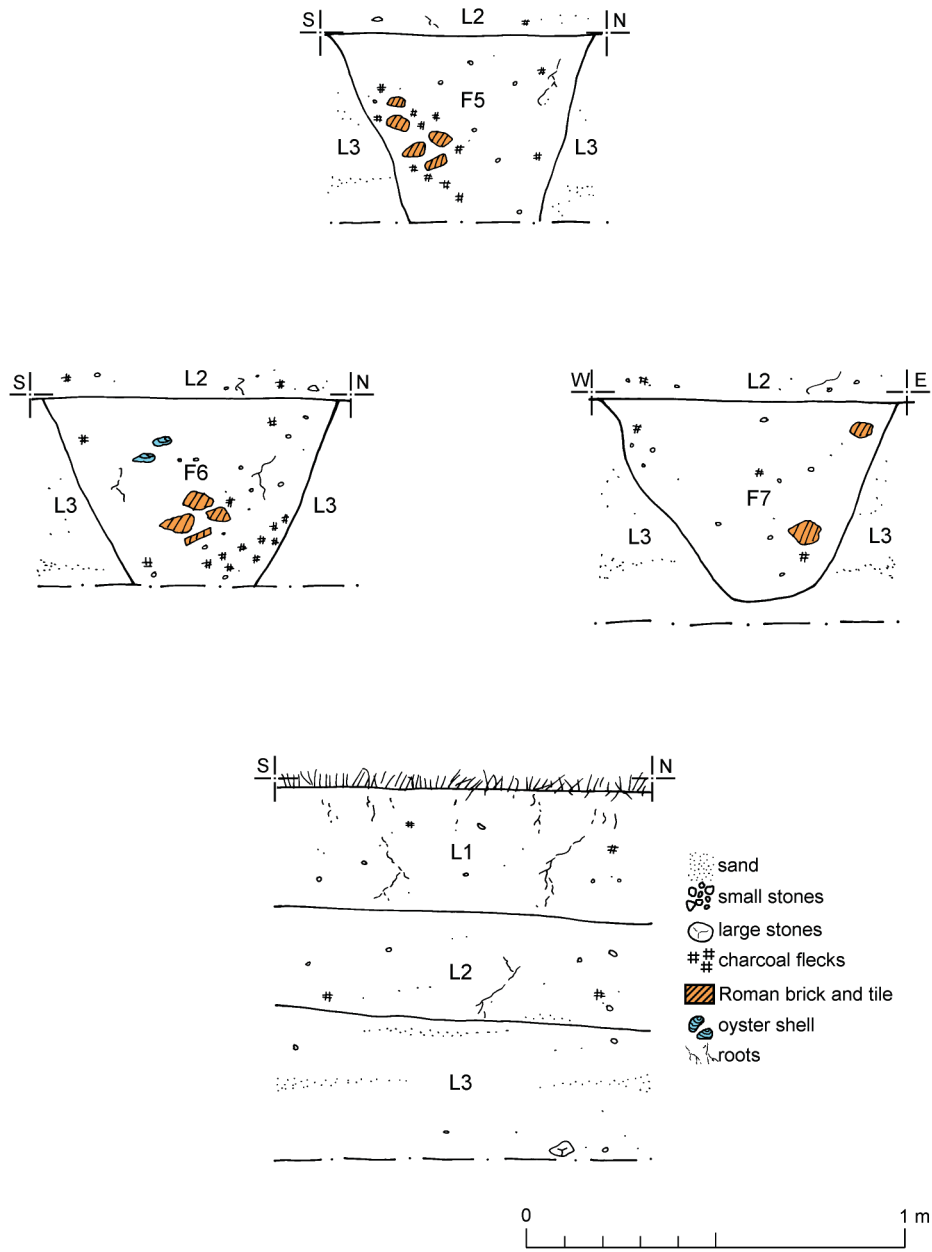 S L2 N
F5
L3 L3
S L2 N
F6
L3 L3
W L2 E
F7
L3 L3
S N
L1
L2
L3
sand
small stones
large stones
charcoal flecks
Roman brick and tile
oyster shell
roots
0 1 m